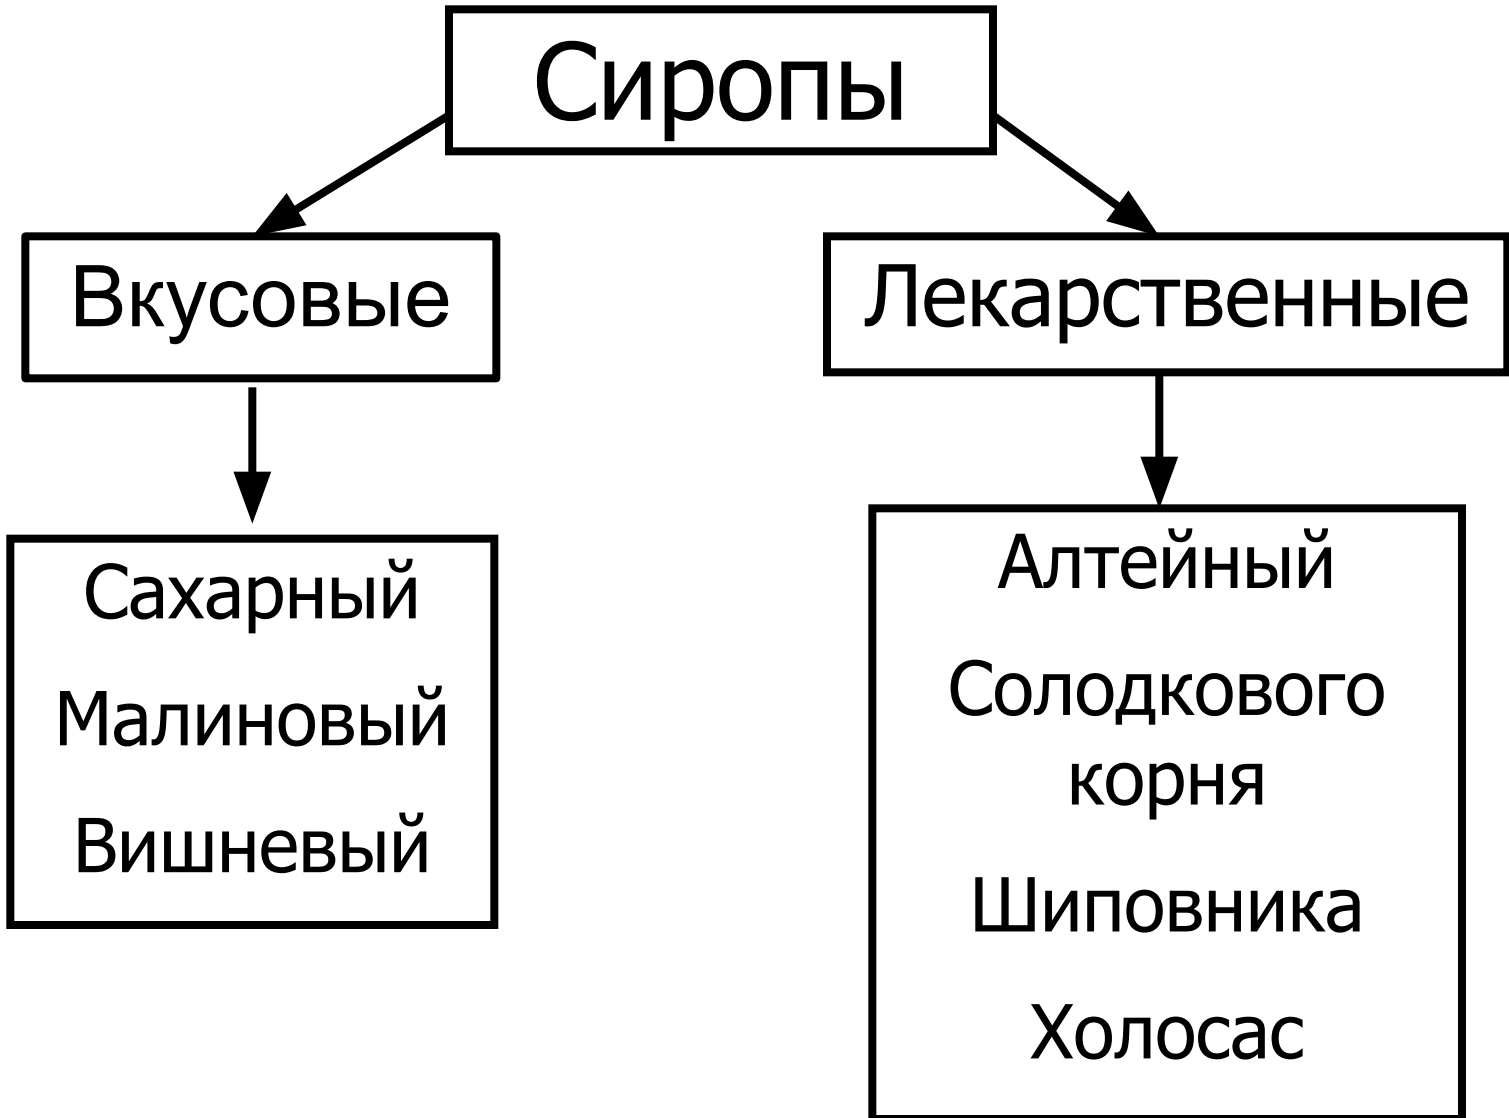 Сиропы
Вкусовые
Лекарственные
Сахарный
Малиновый
Вишневый
Алтейный
Солодкового
корня
Шиповника
Холосас